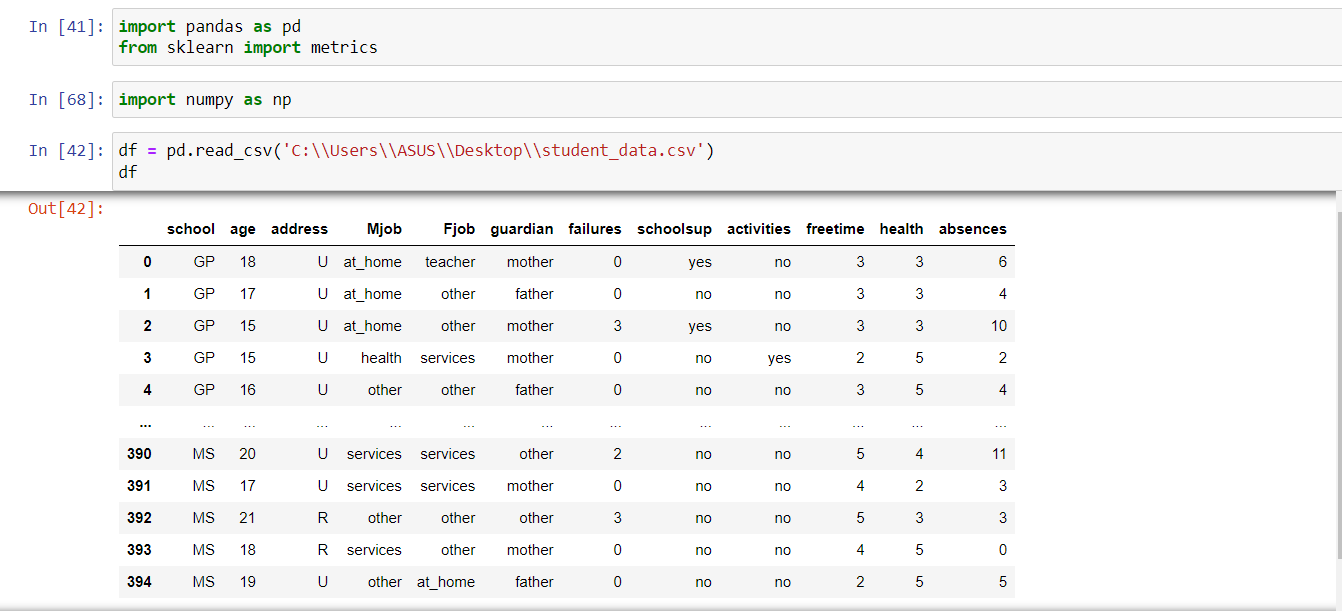 In [41]: import pandas as pd
from sklearn import metrics
In [68]: import numpy as np
In [42]: df = pd.read_csv('C:\\Users\\ASUS\\Desktop\\student_data.csv')
df
Out[42]:
school age address Mjob Fjob guardian failures schoolsup activities freetime health absences
0 GP 18 U at_home teacher mother 0 yes no 3 3 6
1 GP 17 U at_home other father 0 no no 3 3 4
2 GP 15 U at_home other mother 3 yes no 3 3 10
3 GP 15 U health services mother 0 no yes 2 5 2
4 GP 16 U other other father 0 no no 3 5 4
... ... ... ... ... ... ... ... ... ... ... ... ...
390 MS 20 U services services other 2 no no 5 4 11
391 MS 17 U services services mother 0 no no 4 2 3
392 MS 21 R other other other 3 no no 5 3 3
393 MS 18 R services other mother 0 no no 4 5 0
394 MS 19 U other at_home father 0 no no 2 5 5